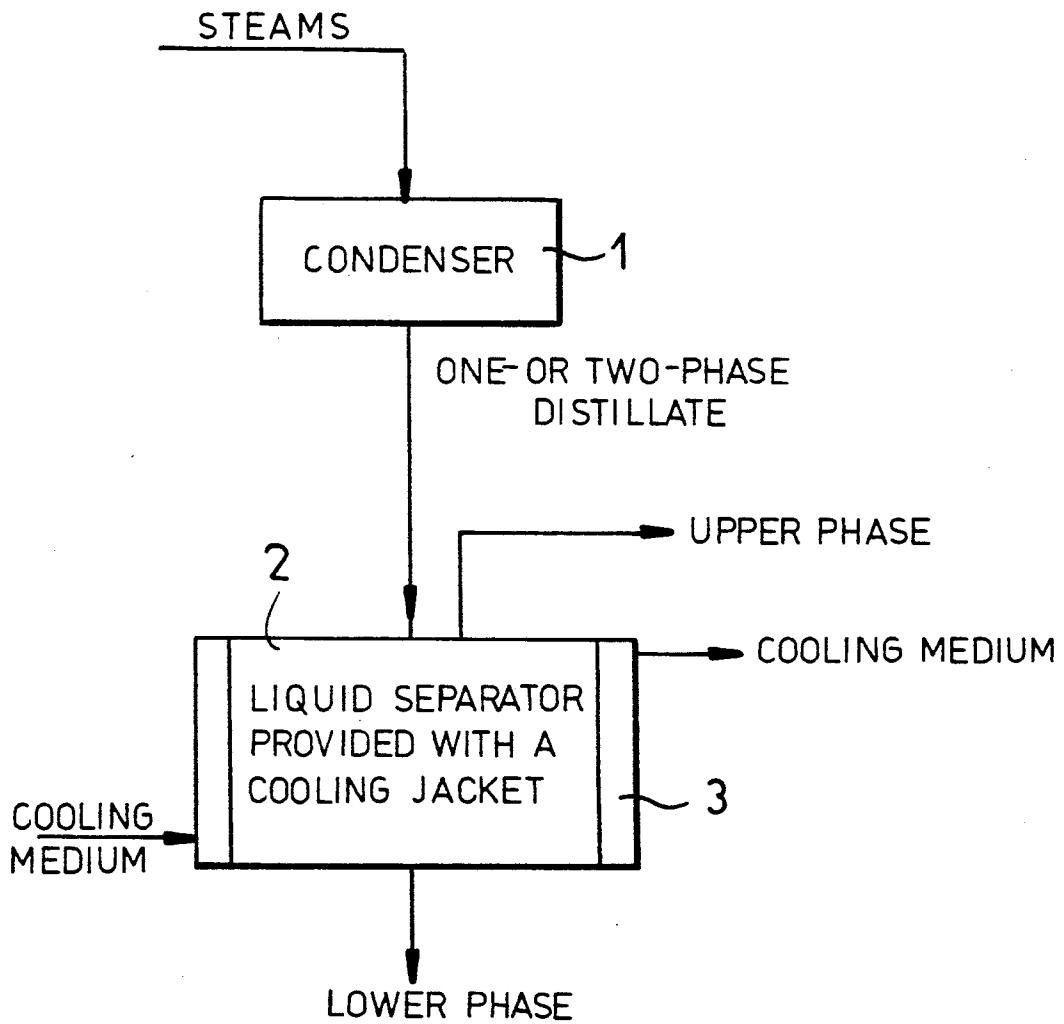 STEAMS
CONDENSER
1
ONE-OR TWO-PHASE
DISTILLATE
UPPER PHASE
2
COOLING MEDIUM
LIQUID SEPARATOR
PROVIDED WITH A
COOLING JACKET
3
COOLING
MEDIUM
LOWER PHASE